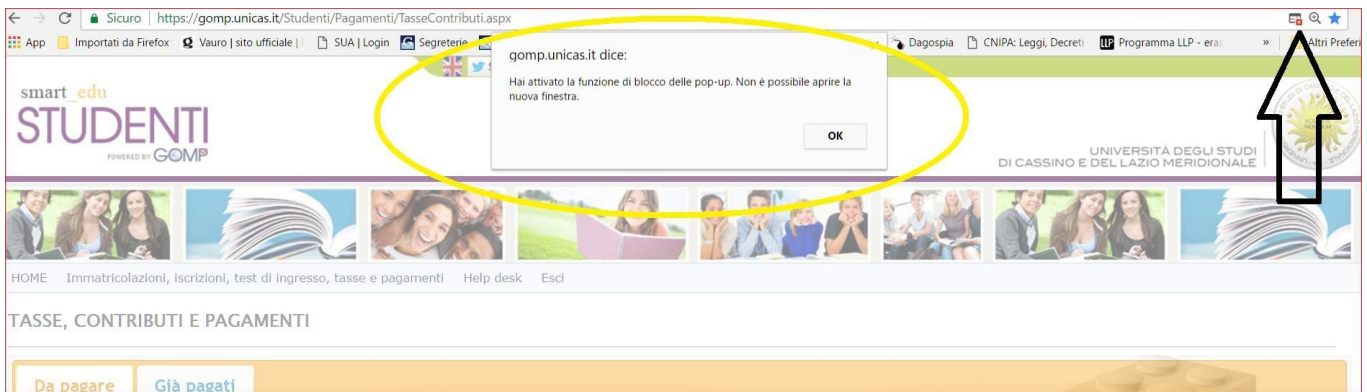 Sicuro https://gomp.unicas.it/Studenti/Pagamenti/TasseContributi.aspx
App Importati da Firefox Vauro | sito ufficiale | SUA | Login Segreterie Dagospia CNIPA: Leggi, Decreti LLP Programma LLP - eras » Altri Preferi
gomp.unicas.it dice:
Hai attivato la funzione di blocco delle pop-up. Non è possibile aprire la
nuova finestra.
OK
smart_edu
STUDENTI
POWERED BY GOMP
UNIVERSITÀ DEGLI STUDI
DI CASSINO E DEL LAZIO MERIDIONALE
HOME Immatricolazioni, iscrizioni, test di ingresso, tasse e pagamenti Help desk Esci
TASSE, CONTRIBUTI E PAGAMENTI
Da pagare Già pagati